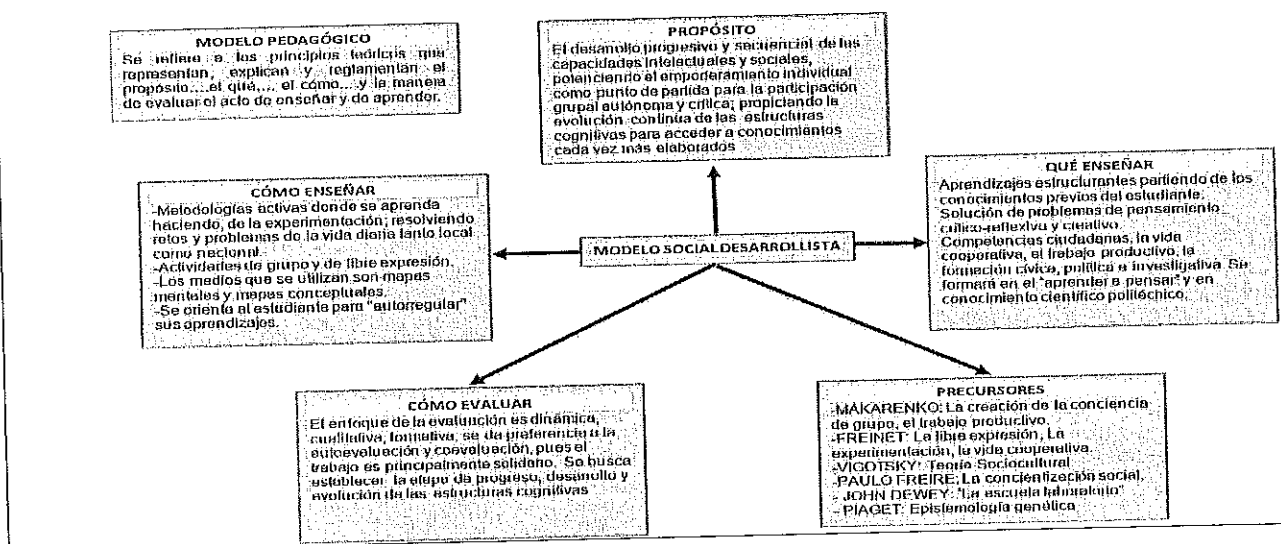 MODELO PEDAGÓGICO
Se refiere a los principios teóricos que
representan, explican y reglamentan el
propósito....el qué,... el cómo....y la manera
de evaluar el acto de enseñar y de aprender.
PROPÓSITO
El desarrollo progresivo y secuencial de las
capacidades intelectuales y sociales,
potenciando el empoderamiento individual
como punto de partida para la participación
grupal autónoma y crítica; propiciando la
evolución continua de las estructuras
cognitivas para acceder a conocimientos
cada vez más elaborados
CÓMO ENSEÑAR
-Metodologías activas donde se aprenda
haciendo, de la experimentación; resolviendo
retos y problemas de la vida diaria tanto local
como nacional.
-Actividades de grupo y de libre expresión.
-Los medios que se utilizan son mapas
mentales y mapas conceptuales.
-Se orienta al estudiante para "autorregular"
sus aprendizajes.
MODELO SOCIAL DESARROLLISTA
QUÉ ENSEÑAR
Aprendizajes estructurantes partiendo de los
conocimientos previos del estudiante.
Solución de problemas de pensamiento
crítico-reflexivo y creativo.
Competencias ciudadanas, la vida
cooperativa, el trabajo productivo, la
formación cívica, política e investigativa. Se
formará en el "aprender a pensar" y en
conocimiento científico politéchico.
CÓMO EVALUAR
El enfoque de la evaluación es dinámica,
cualitativa, formativa, se da preferencia a la
autoevaluación y coevaluación, pues el
trabajo es principalmente solidario. Se busca
establecer la etapa de progreso, desarrollo y
evolución de las estructuras cognitivas
PRECURSORES
-MAKARENKO: La creación de la conciencia
de grupo, el trabajo productivo.
-FREINET: La libre expresión, La
experimentación, la vida cooperativa.
-VIGOTSKY: Teoría Sociocultural
-PAULO FREIRE: La concientización social.
- JOHN DEWEY: "La escuela laboratorio"
- PIAGET: Epistemología genética